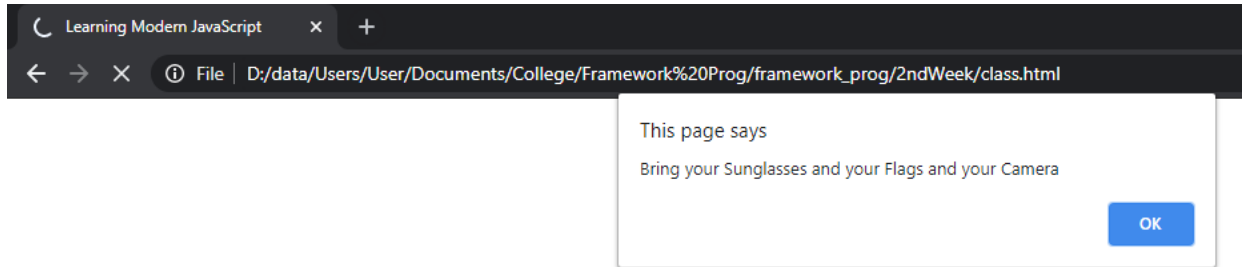 Learning Modern JavaScript
File D:/data/Users/User/Documents/College/Framework%20Prog/framework_prog/2ndWeek/class.html
This page says
Bring your Sunglasses and your Flags and your Camera
OK